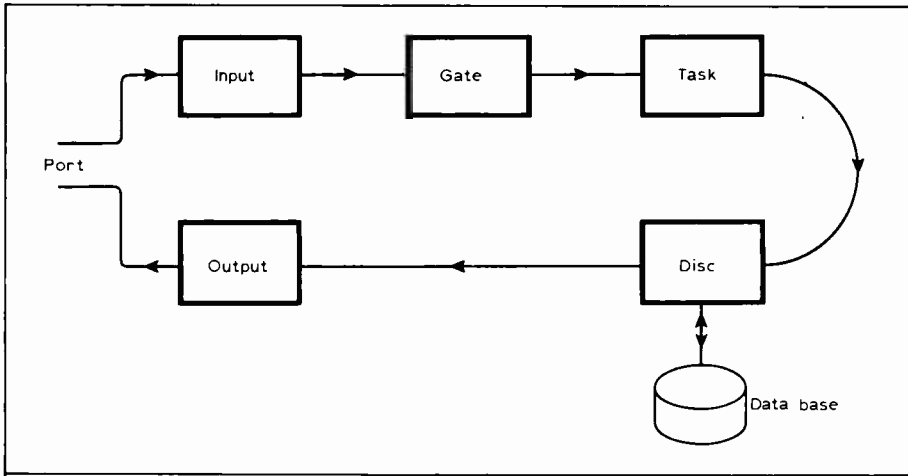 Input
Gate
Task
Port
Output
Disc
Data base